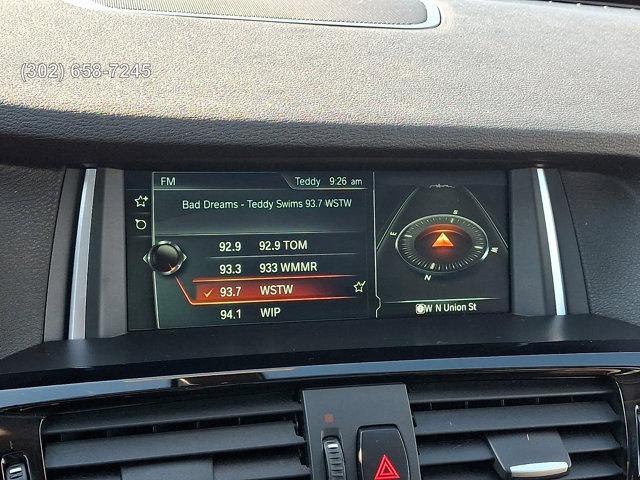 (302) 658-7245
FM
Teddy 9:26 am
Bad Dreams - Teddy Swims 93.7 WSTW
92.9 92.9 TOM
93.3 933 WMMR
93.7 WSTW
94.1 WIP
S
E
W
N
W N Union St